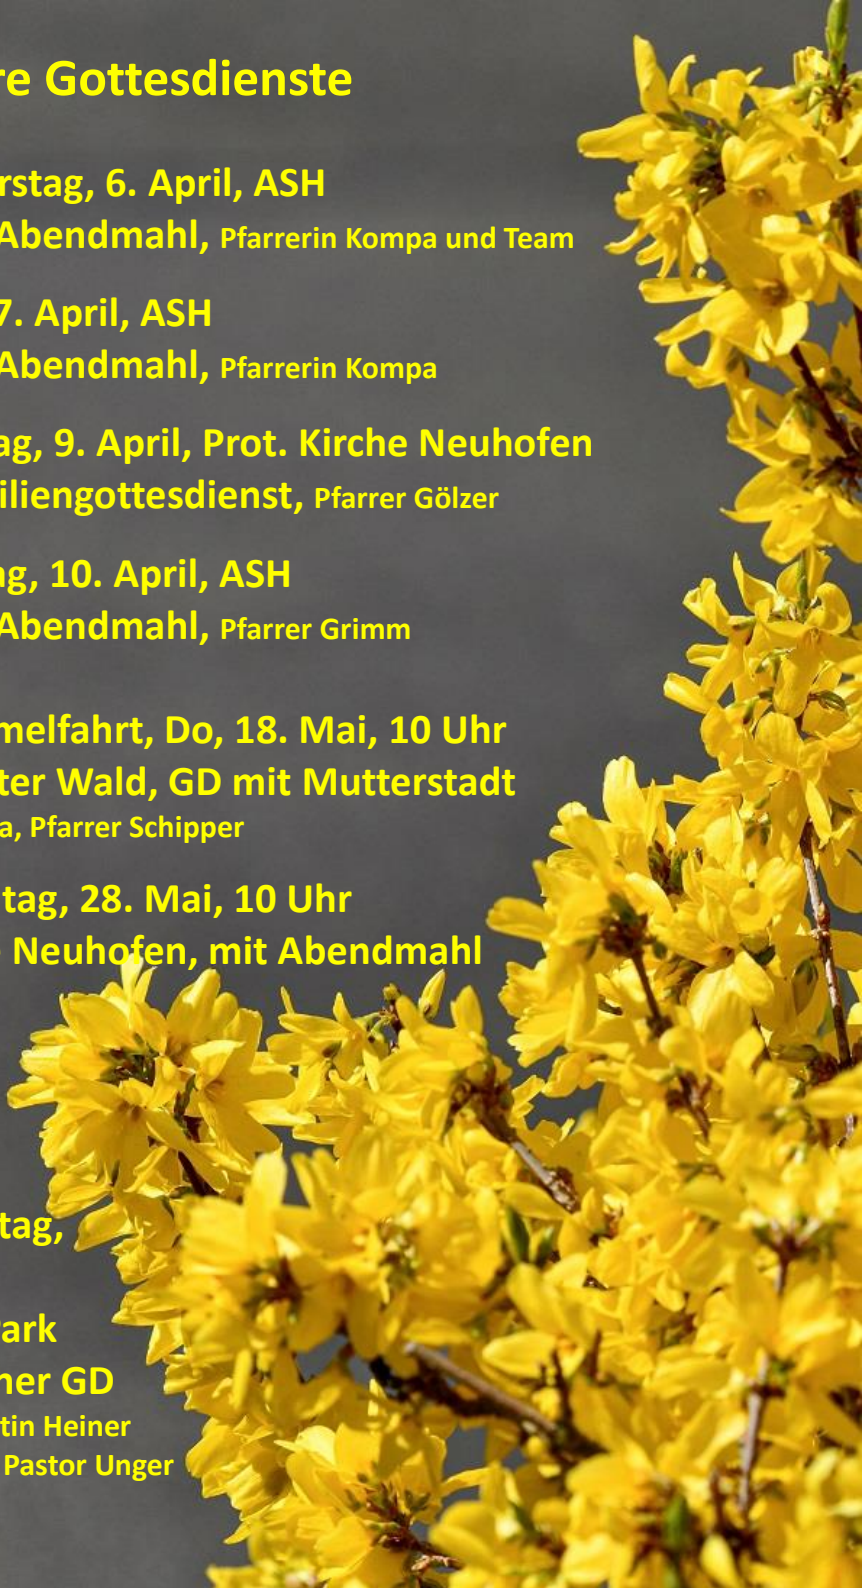 re Gottesdienste
rstag, 6. April, ASH
Abendmahl, Pfarrerin Kompa und Team
7. April, ASH
Abendmahl, Pfarrerin Kompa
ag, 9. April, Prot. Kirche Neuhofen
iliengottesdienst, Pfarrer Gölzer
ng, 10. April, ASH
Abendmahl, Pfarrer Grimm
melfahrt, Do, 18. Mai, 10 Uhr
ter Wald, GD mit Mutterstadt
a, Pfarrer Schipper
tag, 28. Mai, 10 Uhr
e Neuhofen, mit Abendmahl
tag,
Park
ner GD
tin Heiner
Pastor Unger